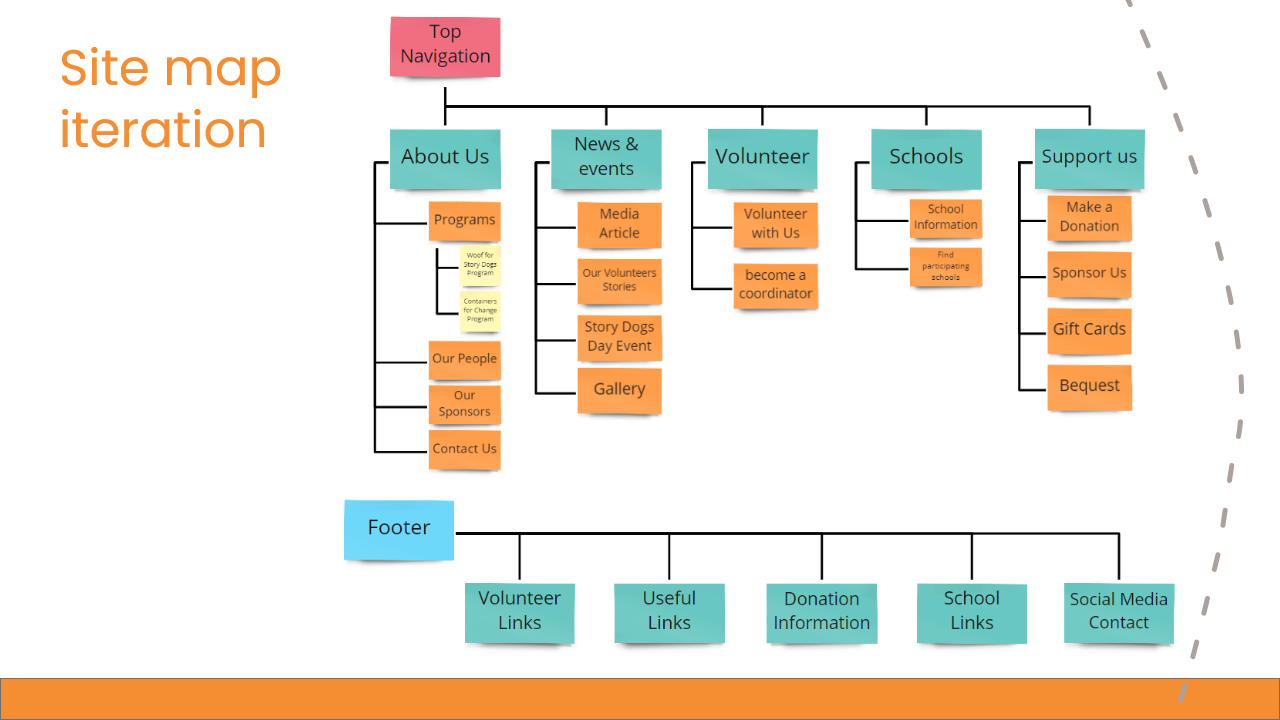 Site map
iteration
Top
Navigation
About Us
Programs
Woof for
Story Dogs
Program
Containers
for Change
Program
Our People
Our
Sponsors
Contact Us
News &
events
Media
Article
Our Volunteers
Stories
Story Dogs
Day Event
Gallery
Volunteer
Volunteer
with Us
become a
coordinator
Schools
School
Information
Find
participating
schools
Support us
Make a
Donation
Sponsor Us
Gift Cards
Bequest
Footer
Volunteer
Links
Useful
Links
Donation
Information
School
Links
Social Media
Contact